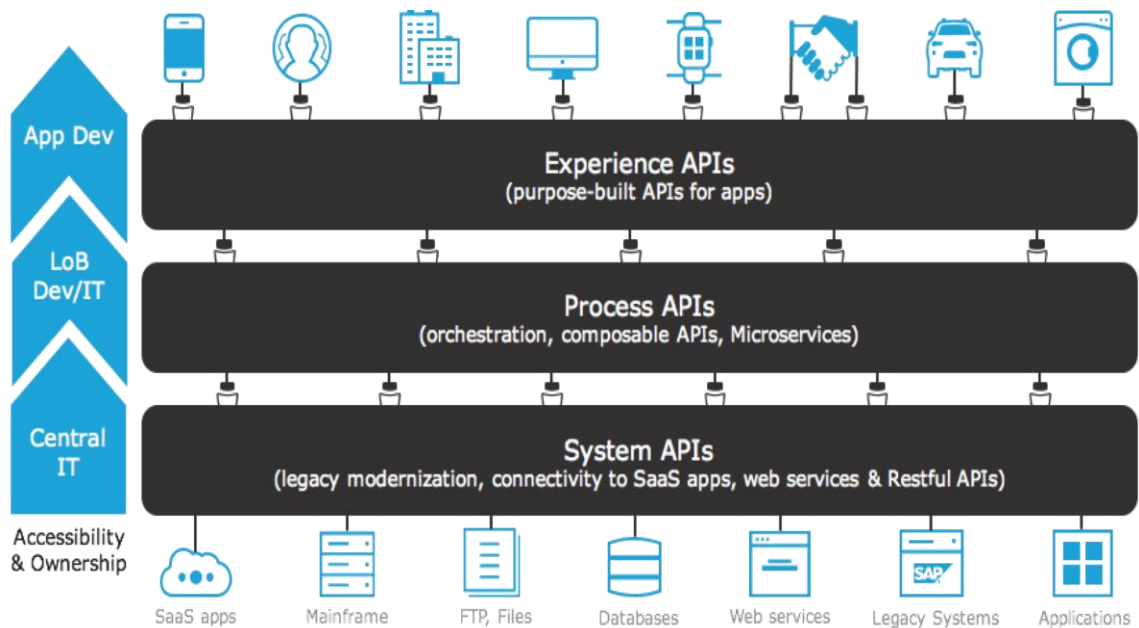 App Dev
LoB
Dev/IT
Central
IT
Accessibility
& Ownership
Experience APIs
(purpose-built APIs for apps)
Process APIs
(orchestration, composable APIs, Microservices)
System APIs
(legacy modernization, connectivity to SaaS apps, web services & Restful APIs)
SAP
SaaS apps
Mainframe
FTP, Files
Databases
Web services
Legacy Systems
Applications